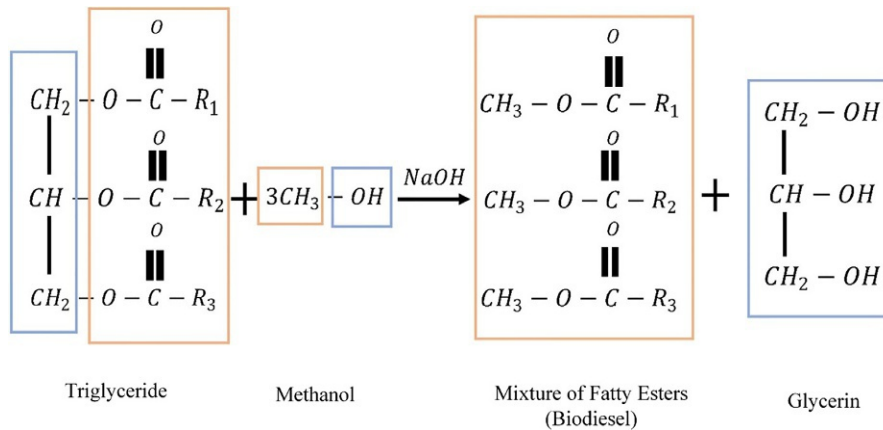 O O
CH₂ – O – C – R₁ CH₃ – O – C – R₁ CH₂ – OH
O O
CH – O – C – R₂ + 3CH₃ – OH NaOH CH₃ – O – C – R₂ + CH – OH
O O
CH₂ – O – C – R₃ CH₃ – O – C – R₃ CH₂ – OH
Triglyceride Methanol Mixture of Fatty Esters Glycerin
(Biodiesel)